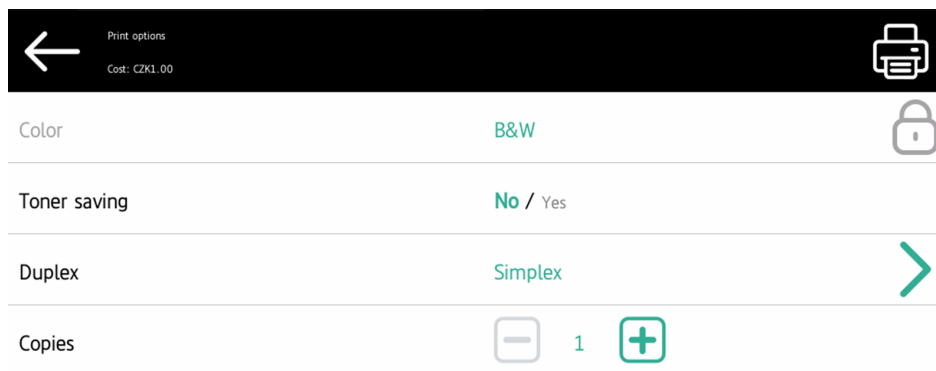 Print options
Cost: CZK1.00
Color B&W
Toner saving No / Yes
Duplex Simplex
Copies 1